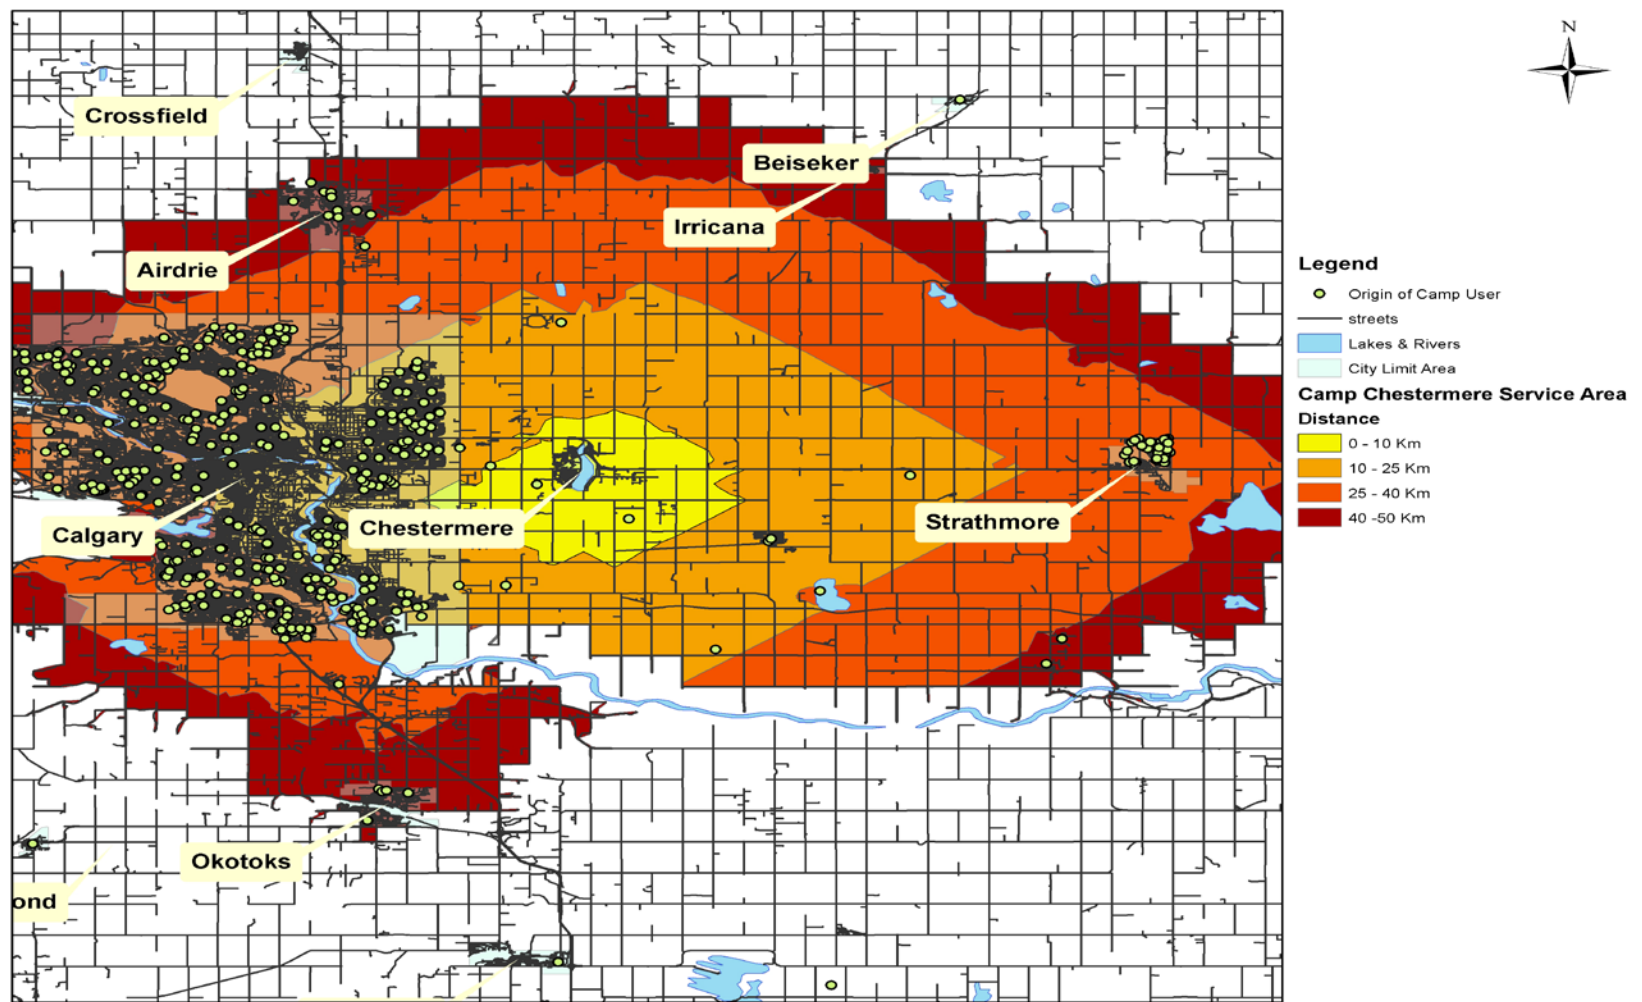 N
Crossfield
Beiseker
Irricana
Airdrie
Calgary
Chestermere
Strathmore
Okotoks
ond
Legend
Origin of Camp User
streets
Lakes & Rivers
City Limit Area
Camp Chestermere Service Area
Distance
0 - 10 Km
10 - 25 Km
25 - 40 Km
40 -50 Km